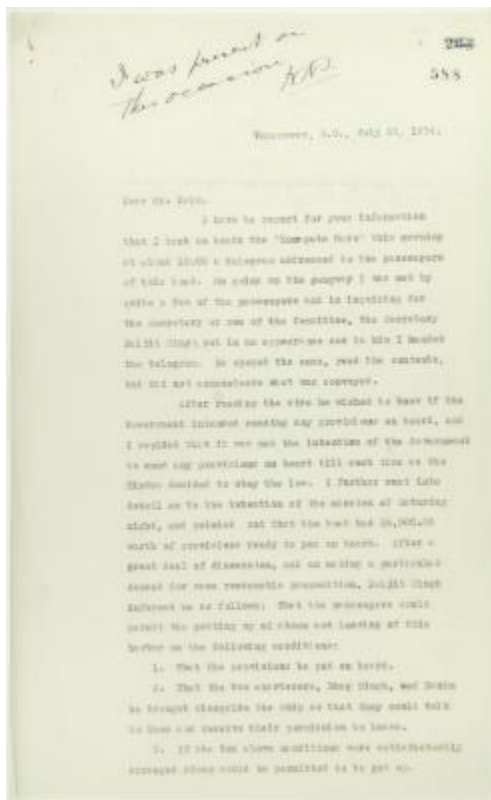 I was present on
this occasion
588
Vancouver, B.C., July 1914.
Dear Mr. Reid,
I have to report for your information
that I took on board the "Komagata Maru" this morning
at about 10:00 a telegram addressed to the passengers
of this boat. On going up the gangway I was met by
quite a few of the passengers and in inquiring for
the secretary or one of the Committee, the Secretary
Daljit Singh put in an appearance and to him I handed
the telegram. He opened the same, read the contents,
but did not what was conveyed.
After reading the wire he wished to know if the
Government intended sending any provisions on board, and
I replied that it was not the intention of the Government
to send any provisions on board till such time as the
Hindus decided to obey the law. I further went into
detail as to the intention of the mission of Saturday
night, and pointed out that the boat had
worth of provisions ready to put on board. After a
great deal of discussion, and on making a particular
request for some reasonable proposition, Daljit Singh
informed me as follows: That the passengers would
permit the getting up of steam and leaving of this
harbor on the following conditions:
1. That the provisions be put on board.
2. That the two charterers, Bhag Singh, and Rahim
be brought alongside the ship so that they could talk
to them and receive their permission to leave.
3. If the two above conditions were satisfactorily
arranged steam would be permitted to be got up.